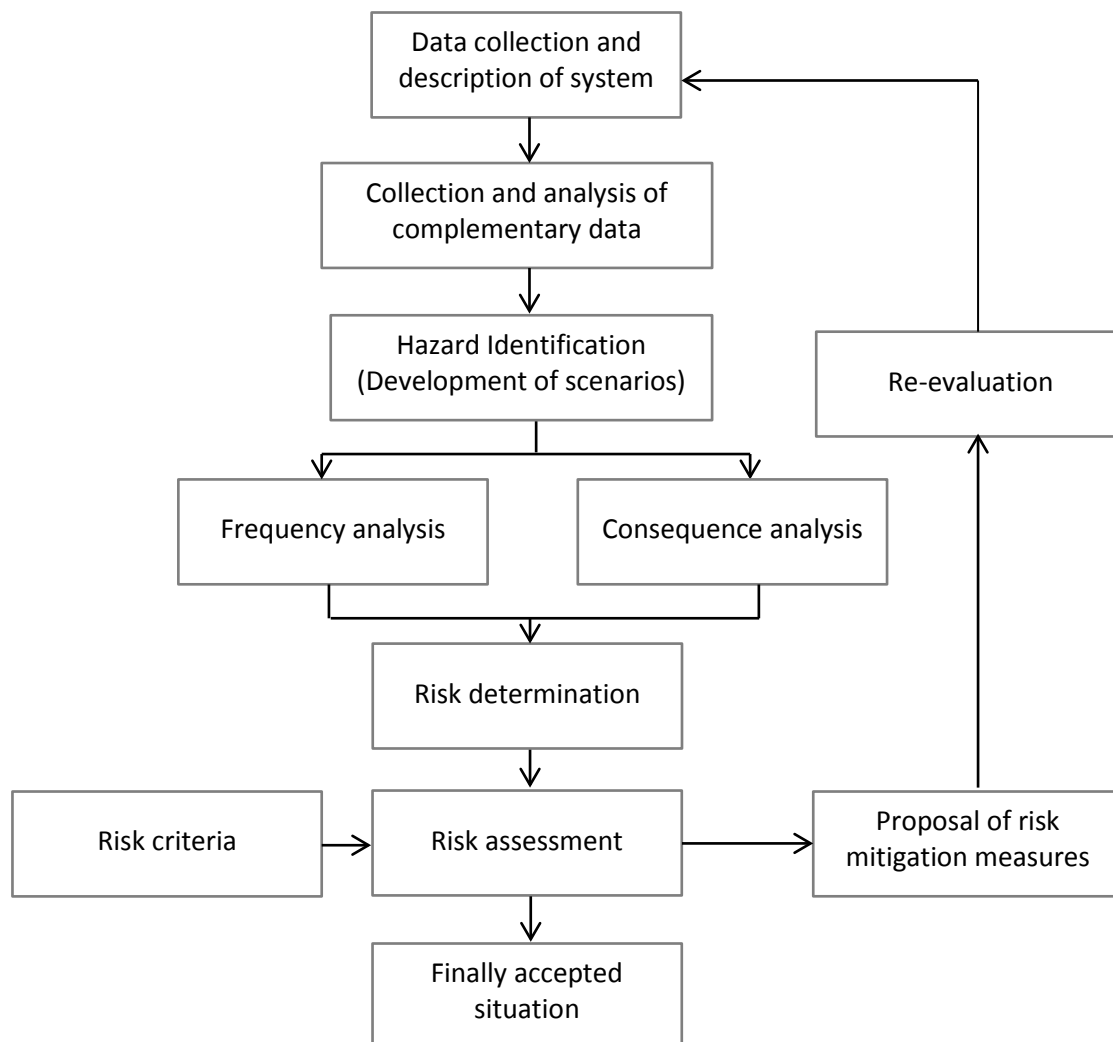 Data collection and
description of system
Collection and analysis of
complementary data
Hazard Identification
(Development of scenarios)
Re-evaluation
Frequency analysis
Consequence analysis
Risk determination
Risk criteria
Risk assessment
Proposal of risk
mitigation measures
Finally accepted
situation